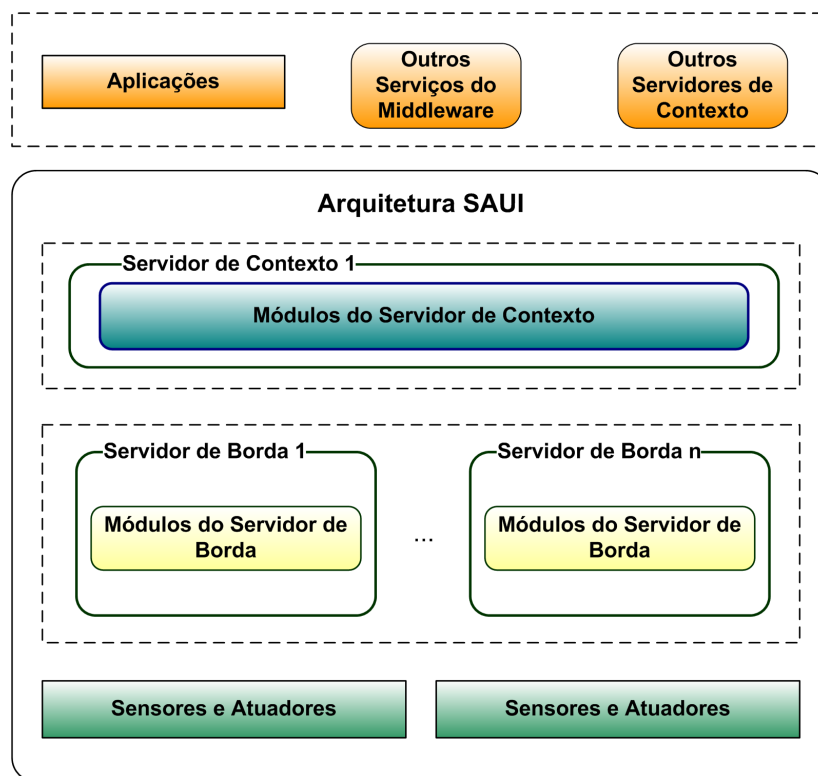 Aplicações
Outros
Serviços do
Middleware
Outros
Servidores de
Contexto
Arquitetura SAUI
Servidor de Contexto 1
Módulos do Servidor de Contexto
Servidor de Borda 1
Módulos do Servidor de
Borda
...
Servidor de Borda n
Módulos do Servidor de
Borda
Sensores e Atuadores
Sensores e Atuadores